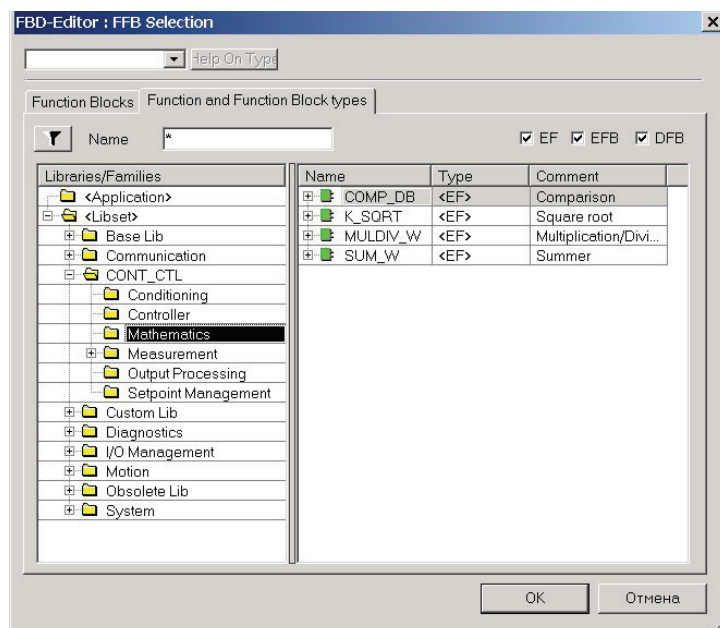 FBD-Editor : FFB Selection
Help On Type
Function Blocks Function and Function Block types
Name * EF EFB DFB
Libraries/Families Name Type Comment
<Application> COMP_DB <EF> Comparison
<Libset> K_SQRT <EF> Square root
Base Lib MULDIV_W <EF> Multiplication/Divi...
Communication SUM_W <EF> Summer
CONT_CTL
Conditioning
Controller
Mathematics
Measurement
Output Processing
Setpoint Management
Custom Lib
Diagnostics
I/O Management
Motion
Obsolete Lib
System
OK Отмена